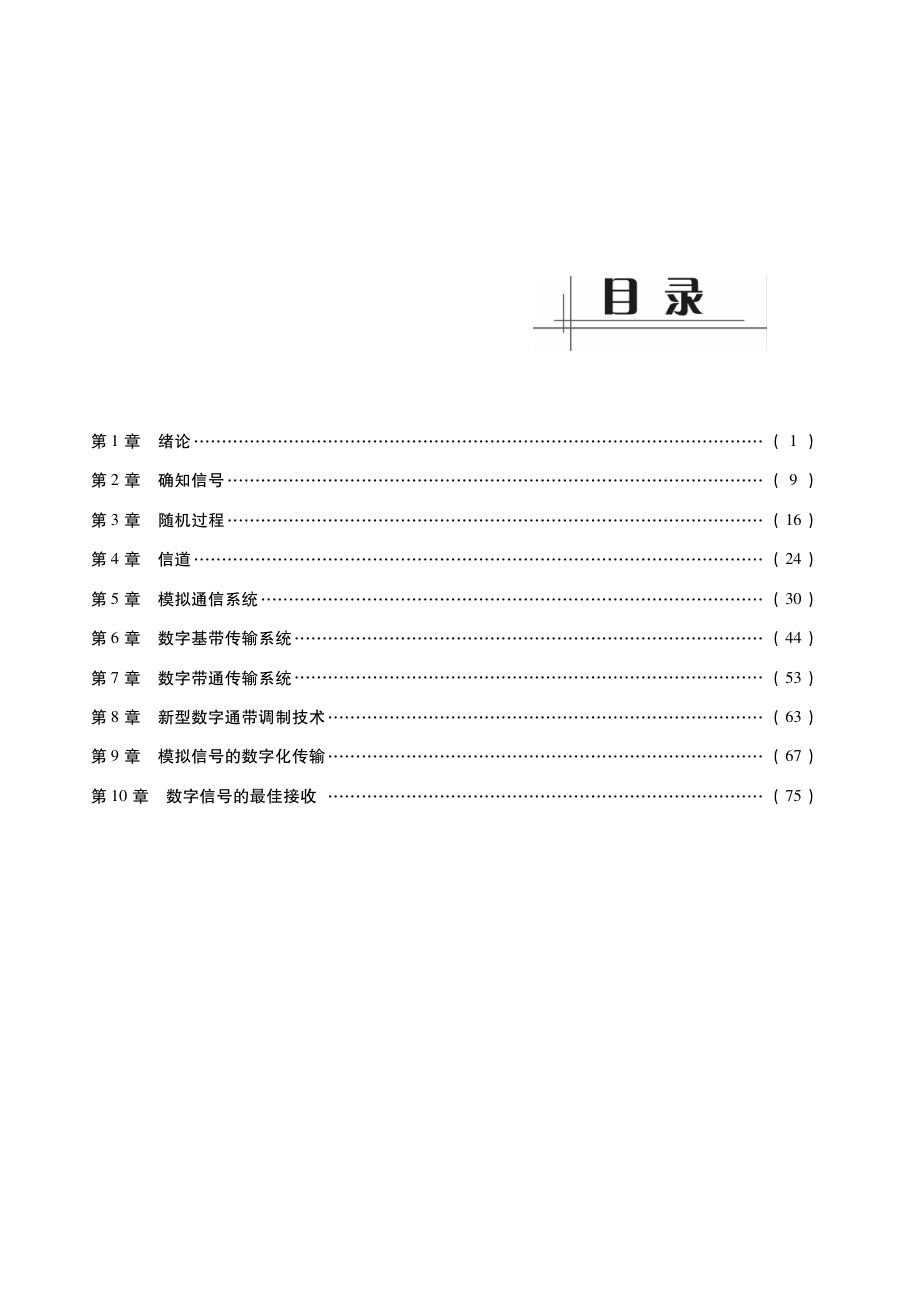 目录
第1章 绪论……………………………………………………(1)
第2章 确知信号……………………………………………………(9)
第3章 随机过程……………………………………………………(16)
第4章 信道……………………………………………………(24)
第5章 模拟通信系统……………………………………………………(30)
第6章 数字基带传输系统……………………………………………………(44)
第7章 数字带通传输系统……………………………………………………(53)
第8章 新型数字通带调制技术……………………………………………………(63)
第9章 模拟信号的数字化传输……………………………………………………(67)
第10章 数字信号的最佳接收……………………………………………………(75)